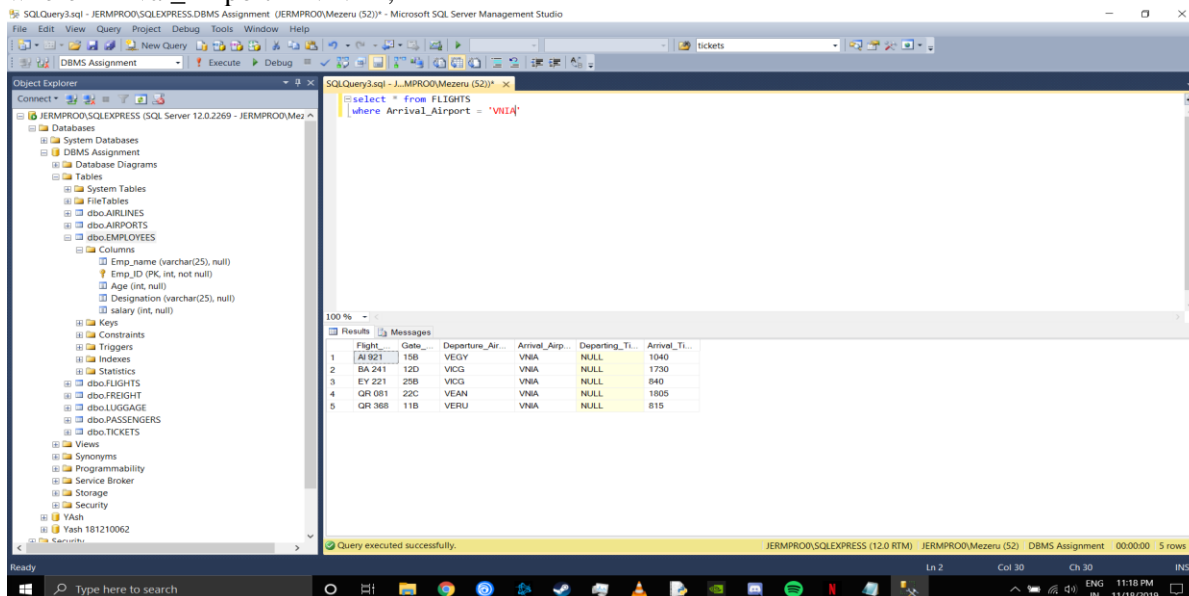 SQLQuery3.sql - JERMPRO0\SQLEXPRESS.DBMS Assignment (JERMPRO0\Mezeru (52))* - Microsoft SQL Server Management Studio
File Edit View Query Project Debug Tools Window Help
New Query tickets
DBMS Assignment Execute Debug
Object Explorer
SQLQuery3.sql - J...MPRO0\Mezeru (52))*
Connect
select * from FLIGHTS
where Arrival_Airport = 'VNIA'
JERMPRO0\SQLEXPRESS (SQL Server 12.0.2269 - JERMPRO0\Mez
Databases
System Databases
DBMS Assignment
Database Diagrams
Tables
System Tables
FileTables
dbo.AIRLINES
dbo.AIRPORTS
dbo.EMPLOYEES
Columns
Emp_name (varchar(25), null)
Emp_ID (PK, int, not null)
Age (int, null)
Designation (varchar(25), null)
salary (int, null)
Keys
Constraints
Triggers
Indexes
Statistics
dbo.FLIGHTS
dbo.FREIGHT
dbo.LUGGAGE
dbo.PASSENGERS
dbo.TICKETS
Views
Synonyms
Programmability
Service Broker
Storage
Security
YAsh
Yash 181210062
Security
100 %
Results Messages
Flight_... Gate_... Departure_Air... Arrival_Airp... Departing_Ti... Arrival_Ti...
1 AI 921 15B VEGY VNIA NULL 1040
2 BA 241 12D VICG VNIA NULL 1730
3 EY 221 25B VICG VNIA NULL 840
4 QR 081 22C VEAN VNIA NULL 1805
5 QR 368 11B VERU VNIA NULL 815
Query executed successfully. JERMPRO0\SQLEXPRESS (12.0 RTM) JERMPRO0\Mezeru (52) DBMS Assignment 00:00:00 5 rows
Ready Ln 2 Col 30 Ch 30 INS
Type here to search ENG 11:18 PM
IN 11/18/2019